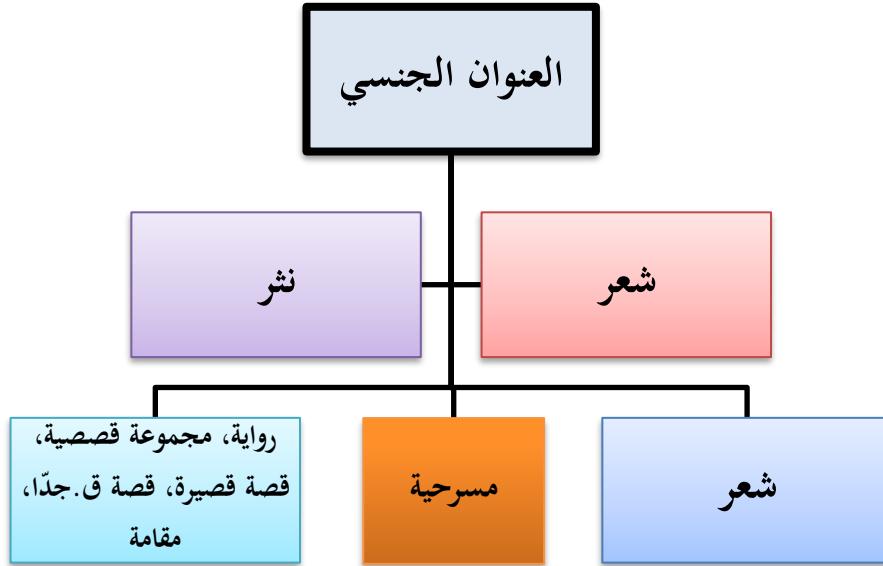 العنوان الجنسي
شعر
نثر
شعر
مسرحية
رواية، مجموعة قصصية،
قصة قصيرة، قصة ق.جدّا،
مقامة